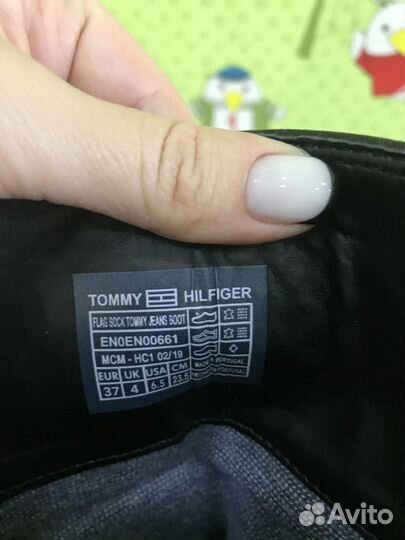 TOMMY HILFIGER
FLAG SOCK TOMMY JEANS BOOT
EN0EN00661
MCM - HC1 02/19
MADE IN PORTUGAL
EUR UK USA CM
37 4 6.5 23.5
Avito